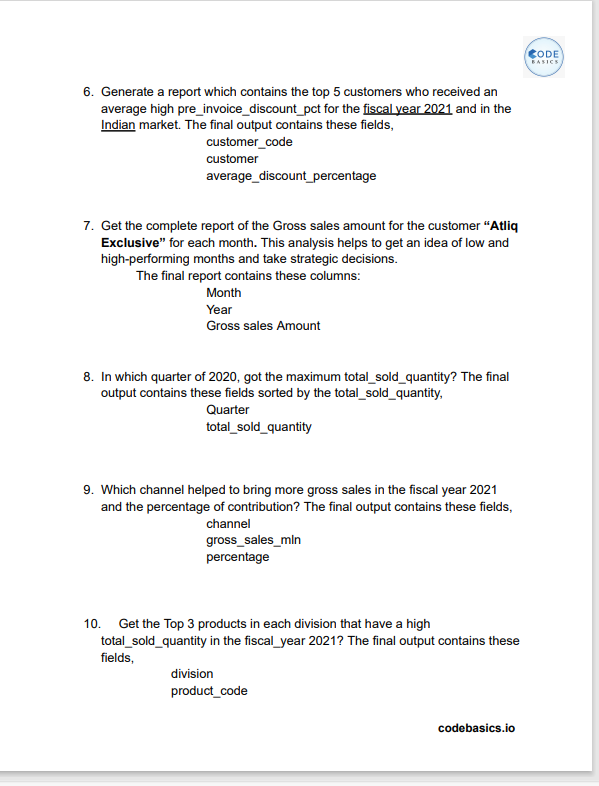 CODE
BASICS
6. Generate a report which contains the top 5 customers who received an
average high pre_invoice_discount_pct for the fiscal year 2021 and in the
Indian market. The final output contains these fields,
customer_code
customer
average_discount_percentage
7. Get the complete report of the Gross sales amount for the customer “Atliq
Exclusive” for each month. This analysis helps to get an idea of low and
high-performing months and take strategic decisions.
The final report contains these columns:
Month
Year
Gross sales Amount
8. In which quarter of 2020, got the maximum total_sold_quantity? The final
output contains these fields sorted by the total_sold_quantity,
Quarter
total_sold_quantity
9. Which channel helped to bring more gross sales in the fiscal year 2021
and the percentage of contribution? The final output contains these fields,
channel
gross_sales_mln
percentage
10. Get the Top 3 products in each division that have a high
total_sold_quantity in the fiscal_year 2021? The final output contains these
fields,
division
product_code
codebasics.io